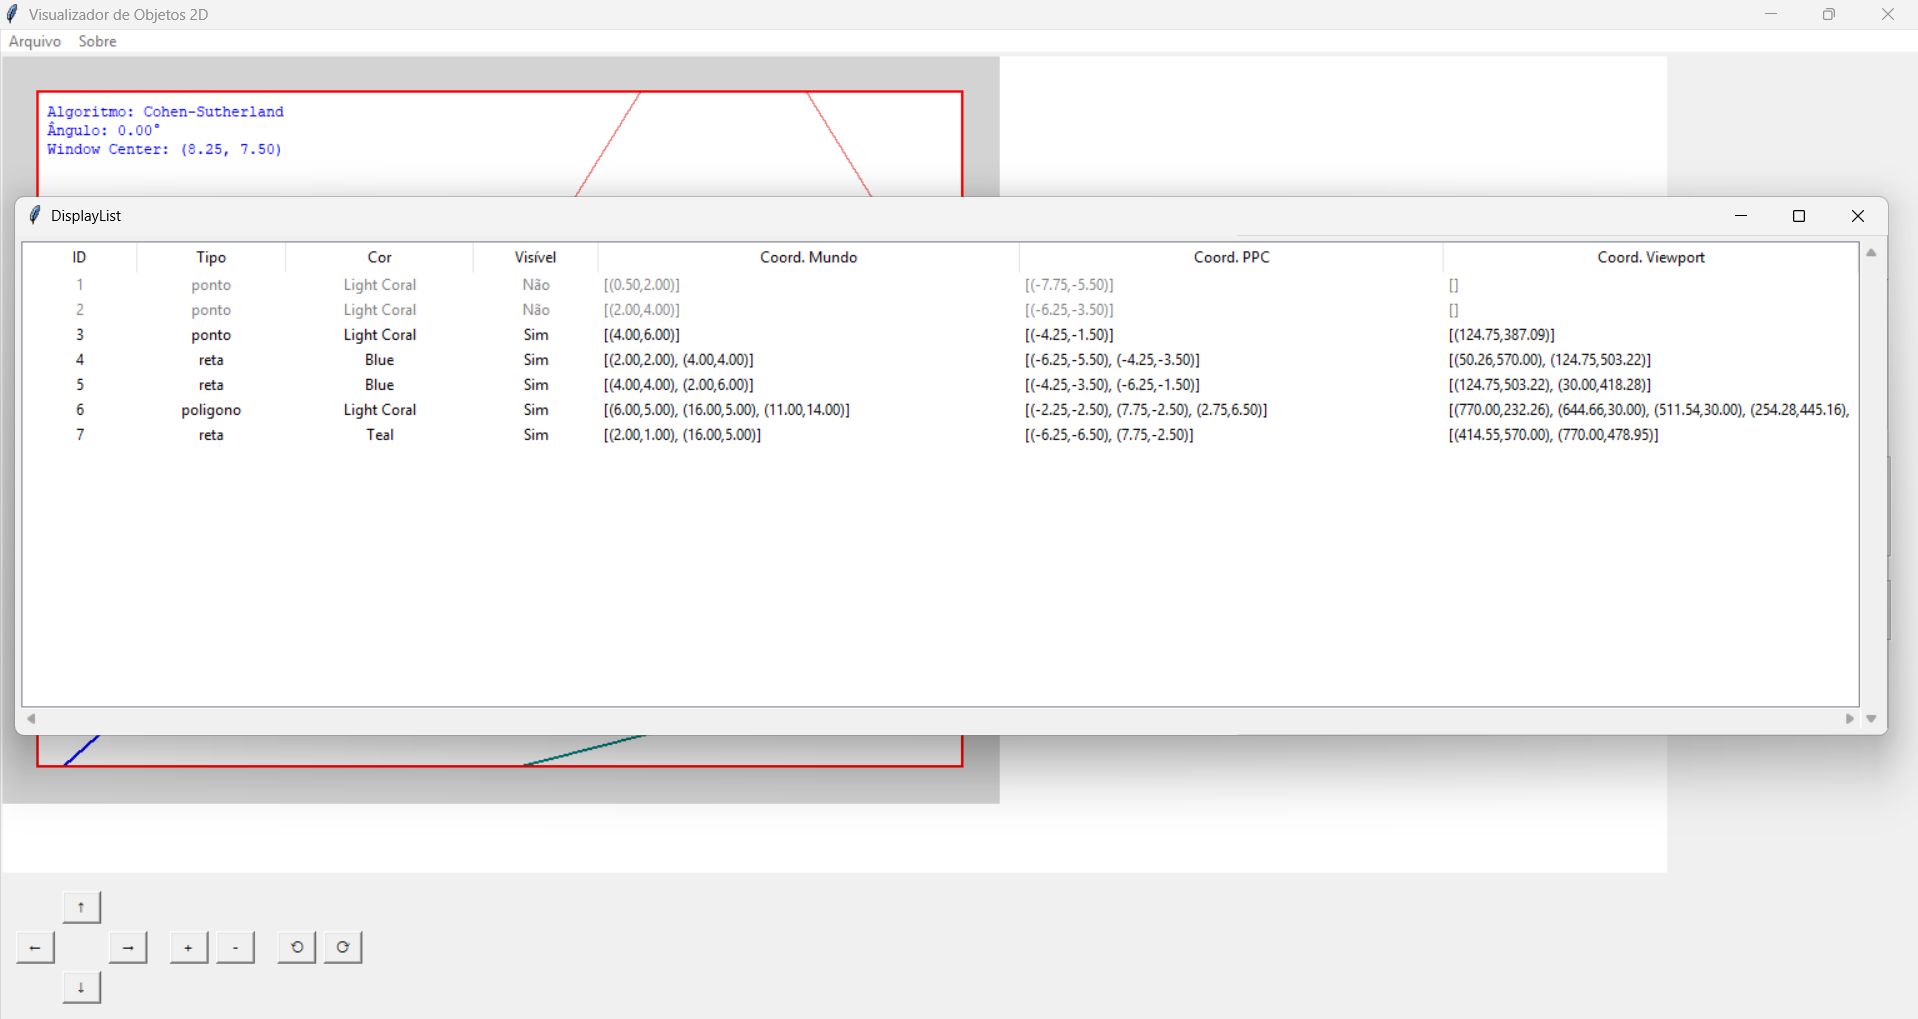 Visualizador de Objetos 2D
Arquivo Sobre
Algoritmo: Cohen-Sutherland
Ângulo: 0.00°
Window Center: (8.25, 7.50)
DisplayList
ID Tipo Cor Visível Coord. Mundo Coord. PPC Coord. Viewport
1 ponto Light Coral Não [(0.50,2.00)] [(-7.75,-5.50)] []
2 ponto Light Coral Não [(2.00,4.00)] [(-6.25,-3.50)] []
3 ponto Light Coral Sim [(4.00,6.00)] [(-4.25,-1.50)] [(124.75,387.09)]
4 reta Blue Sim [(2.00,2.00), (4.00,4.00)] [(-6.25,-5.50), (-4.25,-3.50)] [(50.26,570.00), (124.75,503.22)]
5 reta Blue Sim [(4.00,4.00), (2.00,6.00)] [(-4.25,-3.50), (-6.25,-1.50)] [(124.75,503.22), (30.00,418.28)]
6 poligono Light Coral Sim [(6.00,5.00), (16.00,5.00), (11.00,14.00)] [(-2.25,-2.50), (7.75,-2.50), (2.75,6.50)] [(770.00,232.26), (644.66,30.00), (511.54,30.00), (254.28,445.16),
7 reta Teal Sim [(2.00,1.00), (16.00,5.00)] [(-6.25,-6.50), (7.75,-2.50)] [(414.55,570.00), (770.00,478.95)]
↑
← → + - ↺ ↻
↓